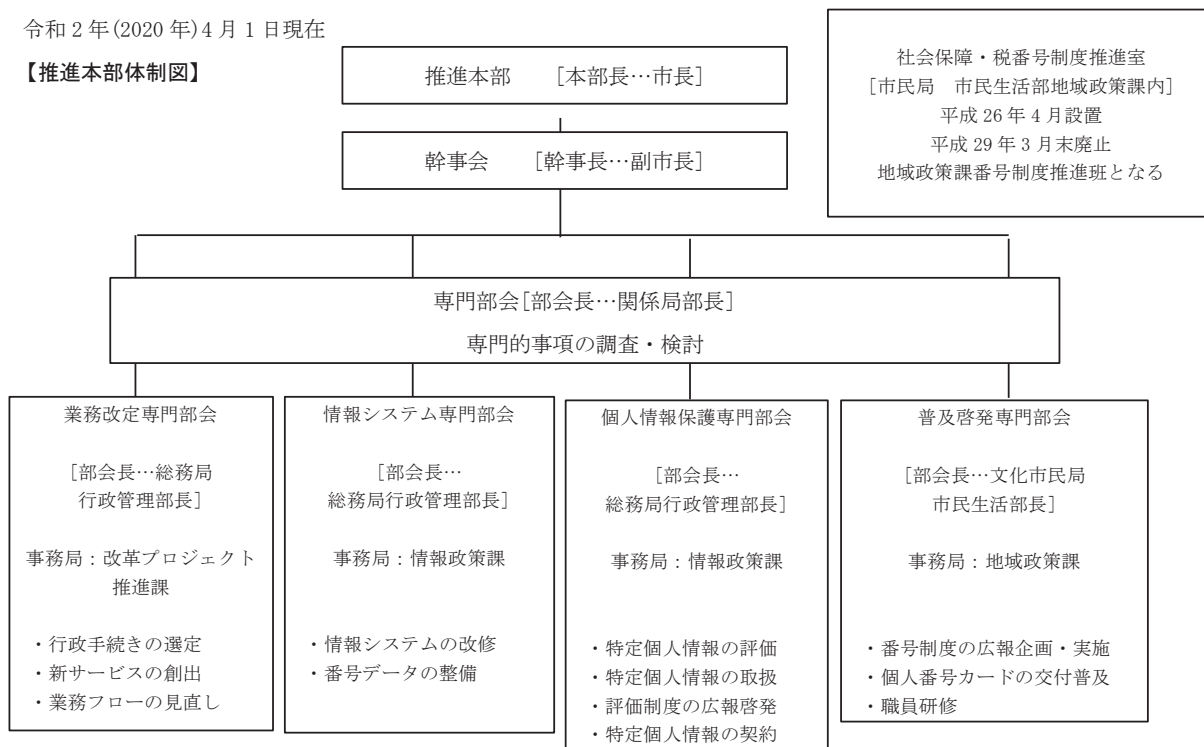 令和2年(2020年)4月1日現在
【推進本部体制図】
推進本部　[本部長…市長]
幹事会　[幹事長…副市長]
社会保障・税番号制度推進室
[市民局　市民生活部地域政策課内]
平成26年4月設置
平成29年3月末廃止
地域政策課番号制度推進班となる
専門部会[部会長…関係局部長]
専門的事項の調査・検討
業務改定専門部会
[部会長…総務局
行政管理部長]
事務局：改革プロジェクト
推進課
・行政手続きの選定
・新サービスの創出
・業務フローの見直し
情報システム専門部会
[部会長…
総務局行政管理部長]
事務局：情報政策課
・情報システムの改修
・番号データの整備
個人情報保護専門部会
[部会長…
総務局行政管理部長]
事務局：情報政策課
・特定個人情報の評価
・特定個人情報の取扱
・評価制度の広報啓発
・特定個人情報の契約
普及啓発専門部会
[部会長…文化市民局
市民生活部長]
事務局：地域政策課
・番号制度の広報企画・実施
・個人番号カードの交付普及
・職員研修